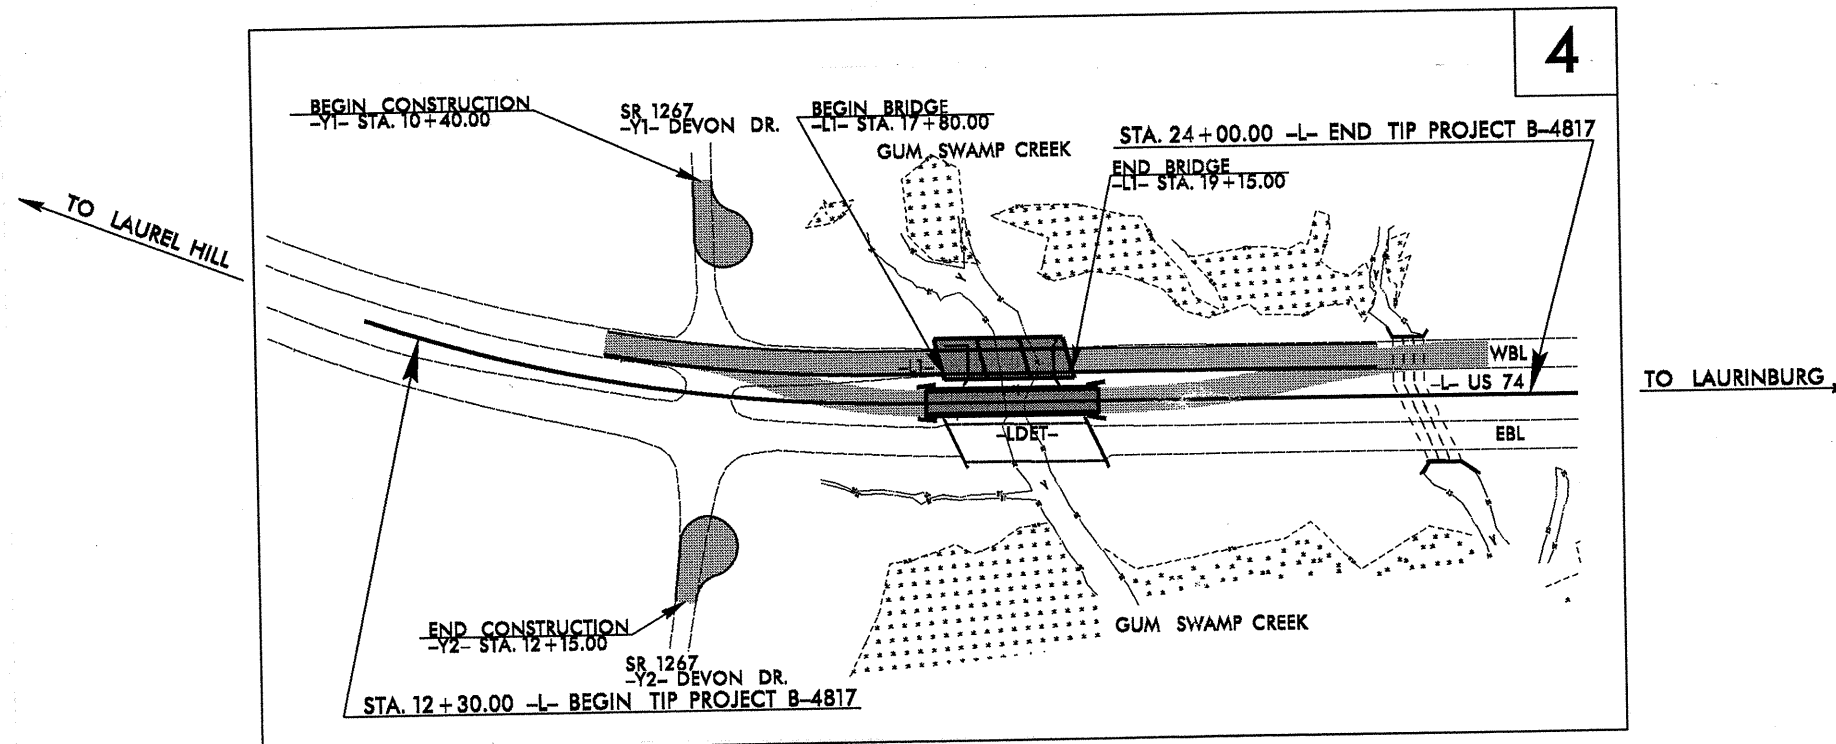 4
BEGIN CONSTRUCTION
-Y1- STA. 10+40.00
SR 1267
-Y1- DEVON DR.
BEGIN BRIDGE
-L1- STA. 17+80.00
GUM SWAMP CREEK
STA. 24+00.00 -L- END TIP PROJECT B-4817
END BRIDGE
-L1- STA. 19+15.00
TO LAUREL HILL
WBL
-L1-
-L- US 74
TO LAURINBURG
-LDET-
EBL
END CONSTRUCTION
-Y2- STA. 12+15.00
GUM SWAMP CREEK
SR 1267
-Y2- DEVON DR.
STA. 12+30.00 -L- BEGIN TIP PROJECT B-4817